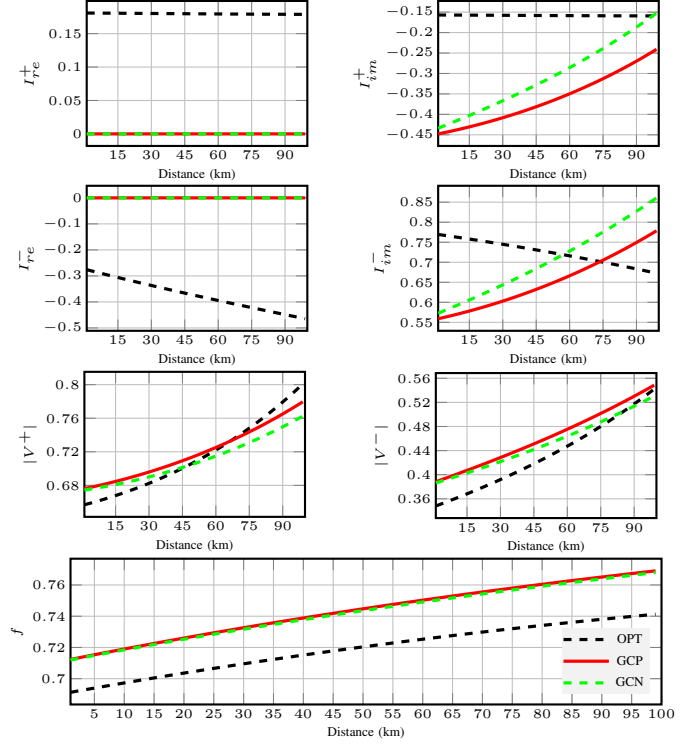 0.15
0.1
0.05
0
I⁺re
15 30 45 60 75 90
Distance (km)
−0.15
−0.2
−0.25
−0.3
−0.35
−0.4
−0.45
I⁺im
15 30 45 60 75 90
Distance (km)
0
−0.1
−0.2
−0.3
−0.4
−0.5
I⁻re
15 30 45 60 75 90
Distance (km)
0.85
0.8
0.75
0.7
0.65
0.6
0.55
I⁻im
15 30 45 60 75 90
Distance (km)
0.8
0.76
0.72
0.68
|V⁺|
15 30 45 60 75 90
Distance (km)
0.56
0.52
0.48
0.44
0.4
0.36
|V⁻|
15 30 45 60 75 90
Distance (km)
0.76
0.74
0.72
0.7
f
5 10 15 20 25 30 35 40 45 50 55 60 65 70 75 80 85 90 95 100
Distance (km)
OPT
GCP
GCN